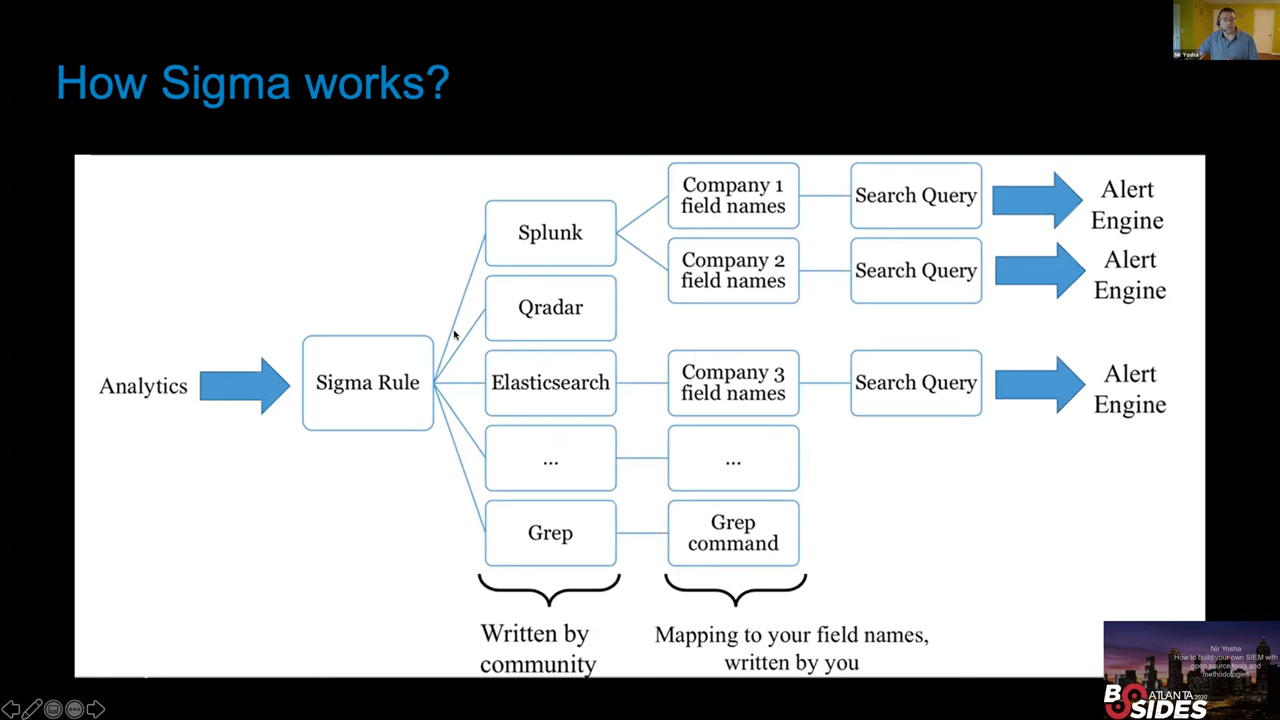 How Sigma works?
Nir Yosha
Analytics
Sigma Rule
Splunk
Qradar
Elasticsearch
...
Grep
Company 1
field names
Company 2
field names
Company 3
field names
...
Grep
command
Search Query
Search Query
Search Query
Alert
Engine
Alert
Engine
Alert
Engine
Written by
community
Mapping to your field names,
written by you
Nir Yosha
How to build your own SIEM with
open source tools and
methodologies
BSIDES
ATLANTA 2020